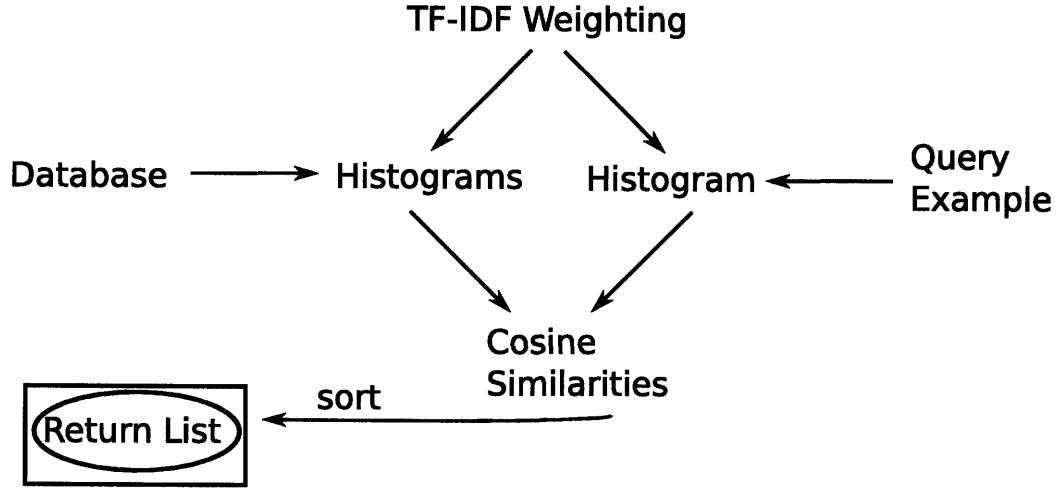 TF-IDF Weighting
Database
Histograms
Histogram
Query
Example
Cosine
Similarities
sort
Return List